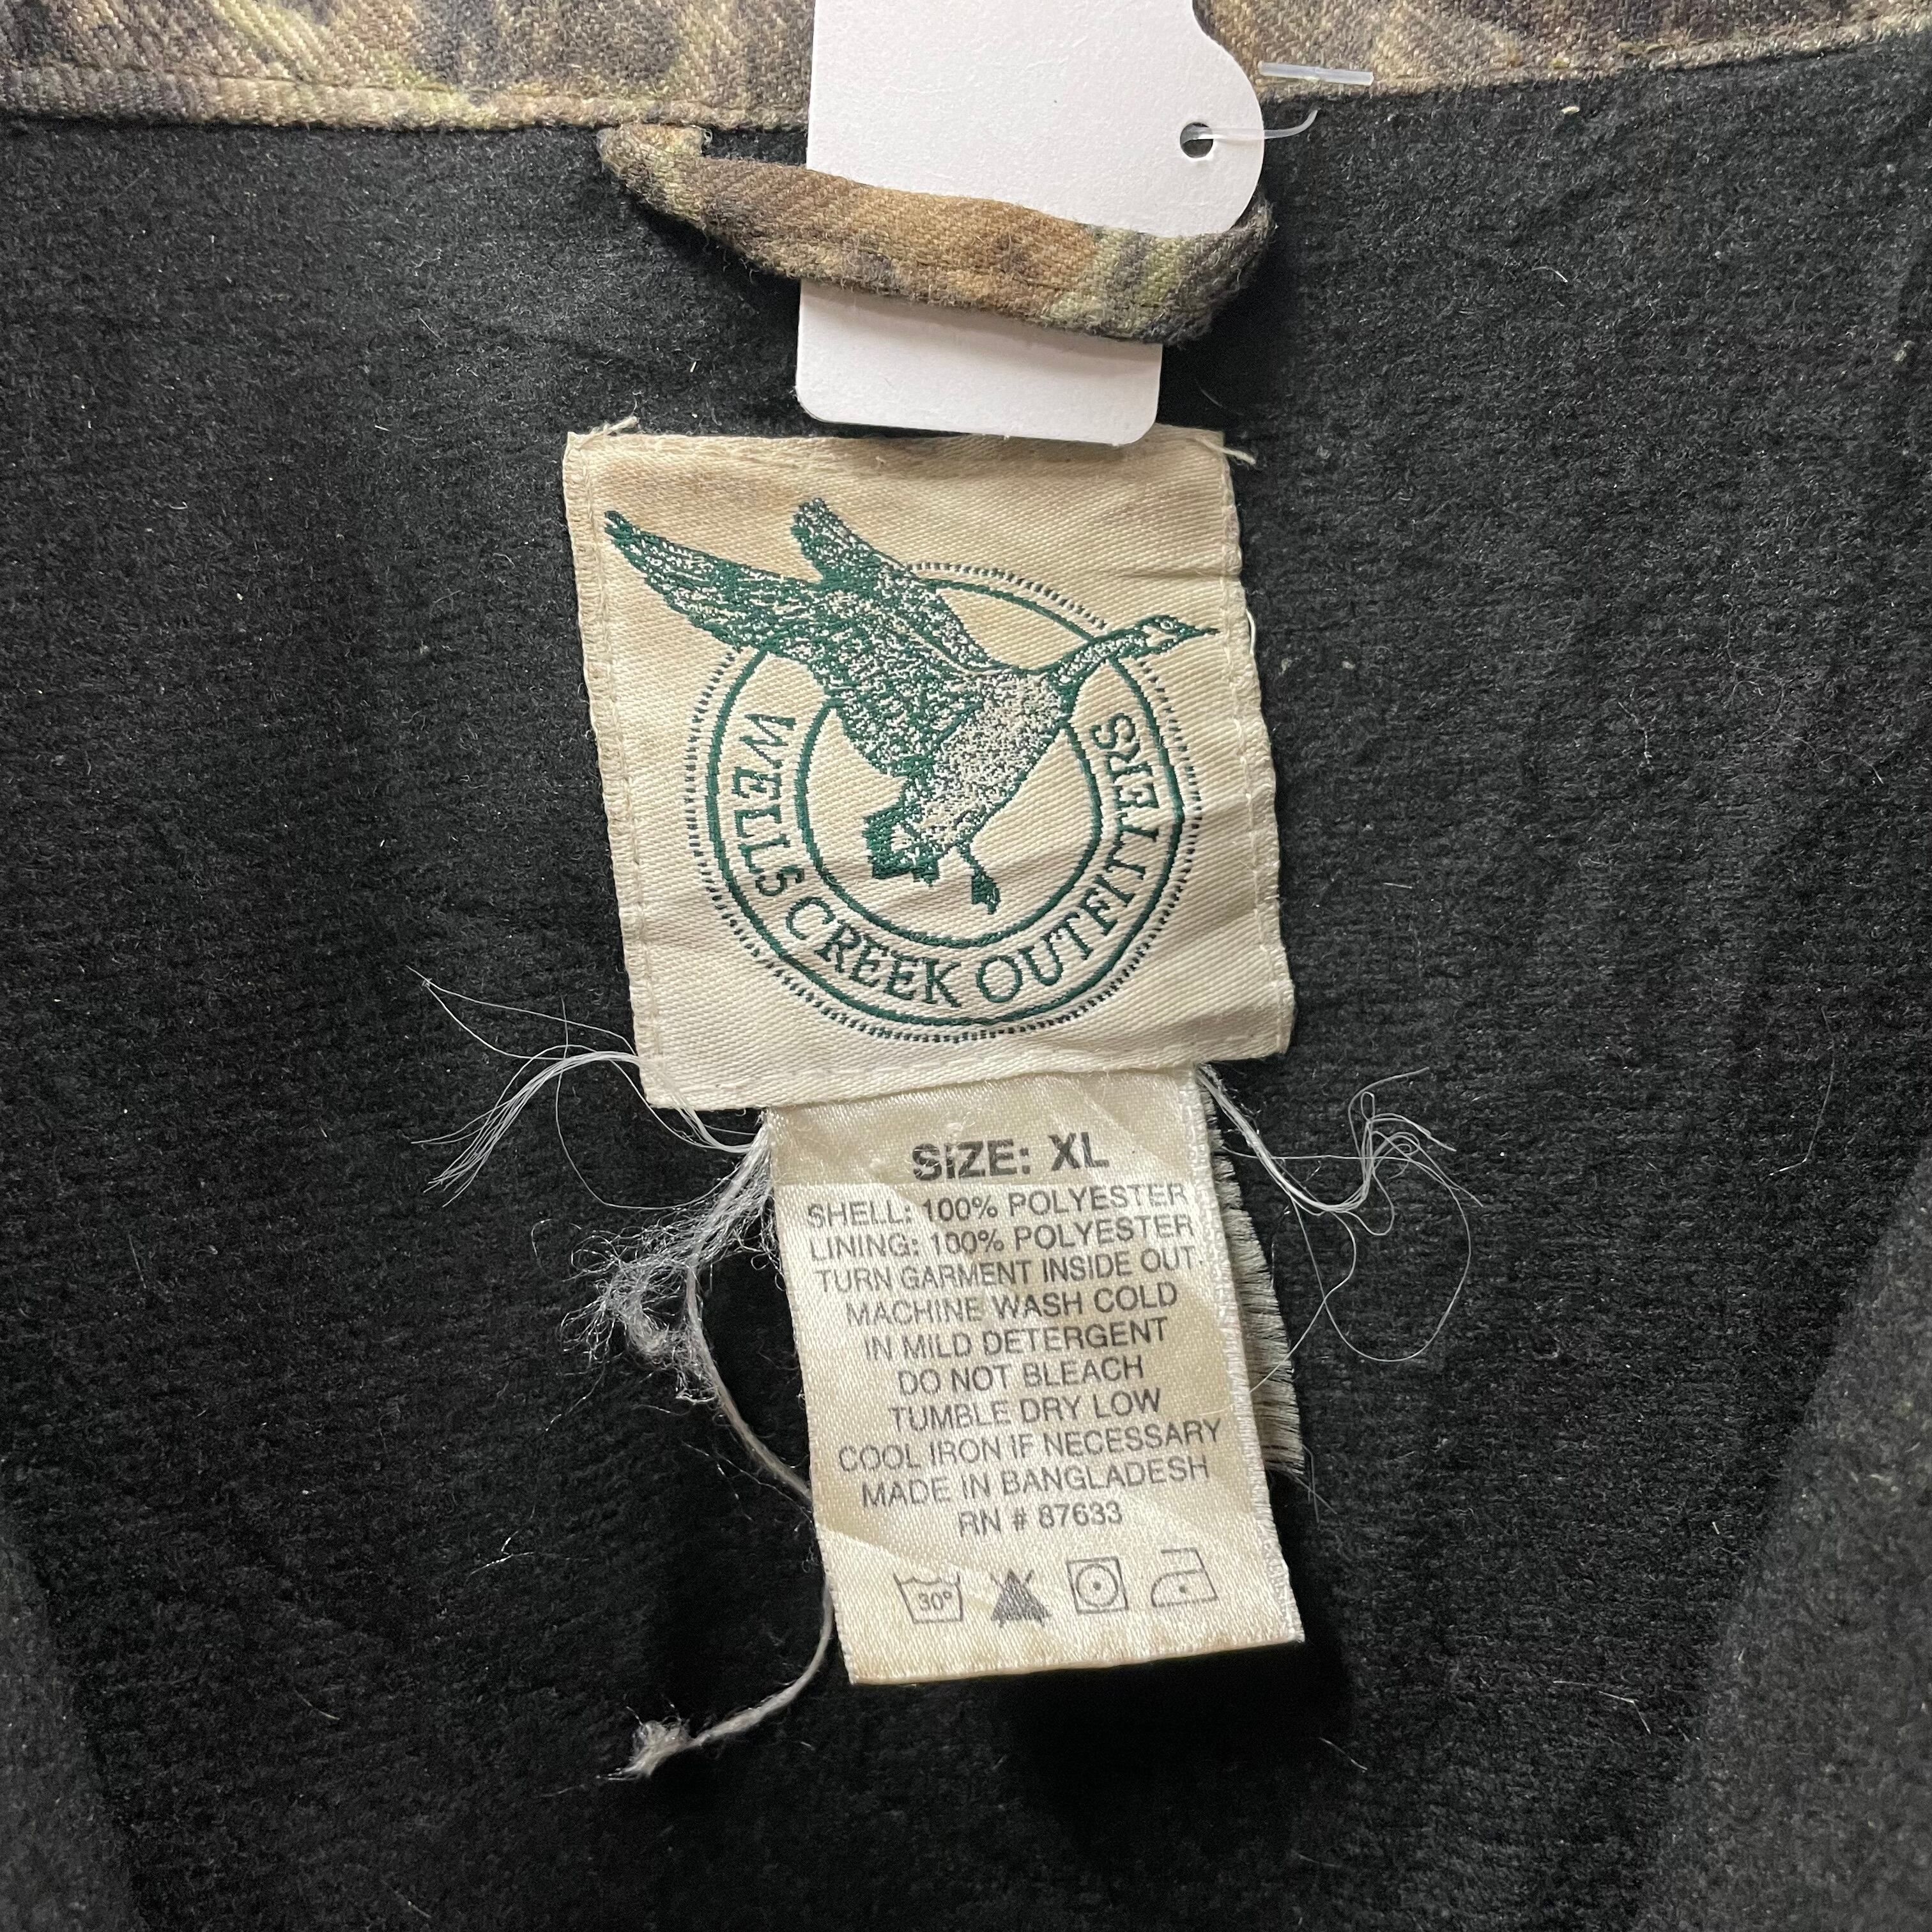 WELLS CREEK OUTFITTERS
SIZE: XL
SHELL: 100% POLYESTER
LINING: 100% POLYESTER
TURN GARMENT INSIDE OUT.
MACHINE WASH COLD
IN MILD DETERGENT
DO NOT BLEACH
TUMBLE DRY LOW
COOL IRON IF NECESSARY
MADE IN BANGLADESH
RN # 87633
30°